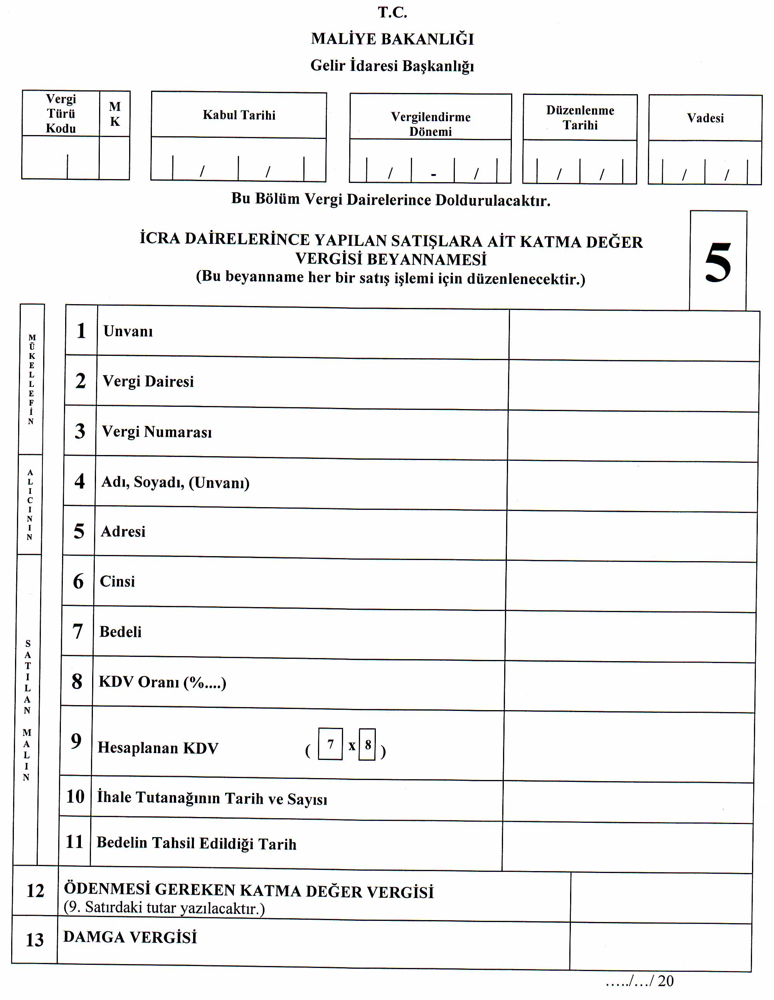 T.C.
MALİYE BAKANLIĞI
Gelir İdaresi Başkanlığı
Vergi
Türü
Kodu
M
K
Kabul Tarihi
Vergilendirme
Dönemi
Düzenlenme
Tarihi
Vadesi
/ /
/ - /
/ /
/ /
Bu Bölüm Vergi Dairelerince Doldurulacaktır.
İCRA DAİRELERİNCE YAPILAN SATIŞLARA AİT KATMA DEĞER
VERGİSİ BEYANNAMESİ
(Bu beyanname her bir satış işlemi için düzenlenecektir.)
5
MÜKELLEFİN
1 Unvanı
2 Vergi Dairesi
3 Vergi Numarası
ALICININ
4 Adı, Soyadı, (Unvanı)
5 Adresi
SATILAN MALIN
6 Cinsi
7 Bedeli
8 KDV Oranı (%....)
9 Hesaplanan KDV ( 7 x 8 )
10 İhale Tutanağının Tarih ve Sayısı
11 Bedelin Tahsil Edildiği Tarih
12 ÖDENMESİ GEREKEN KATMA DEĞER VERGİSİ
(9. Satırdaki tutar yazılacaktır.)
13 DAMGA VERGİSİ
...../.../ 20